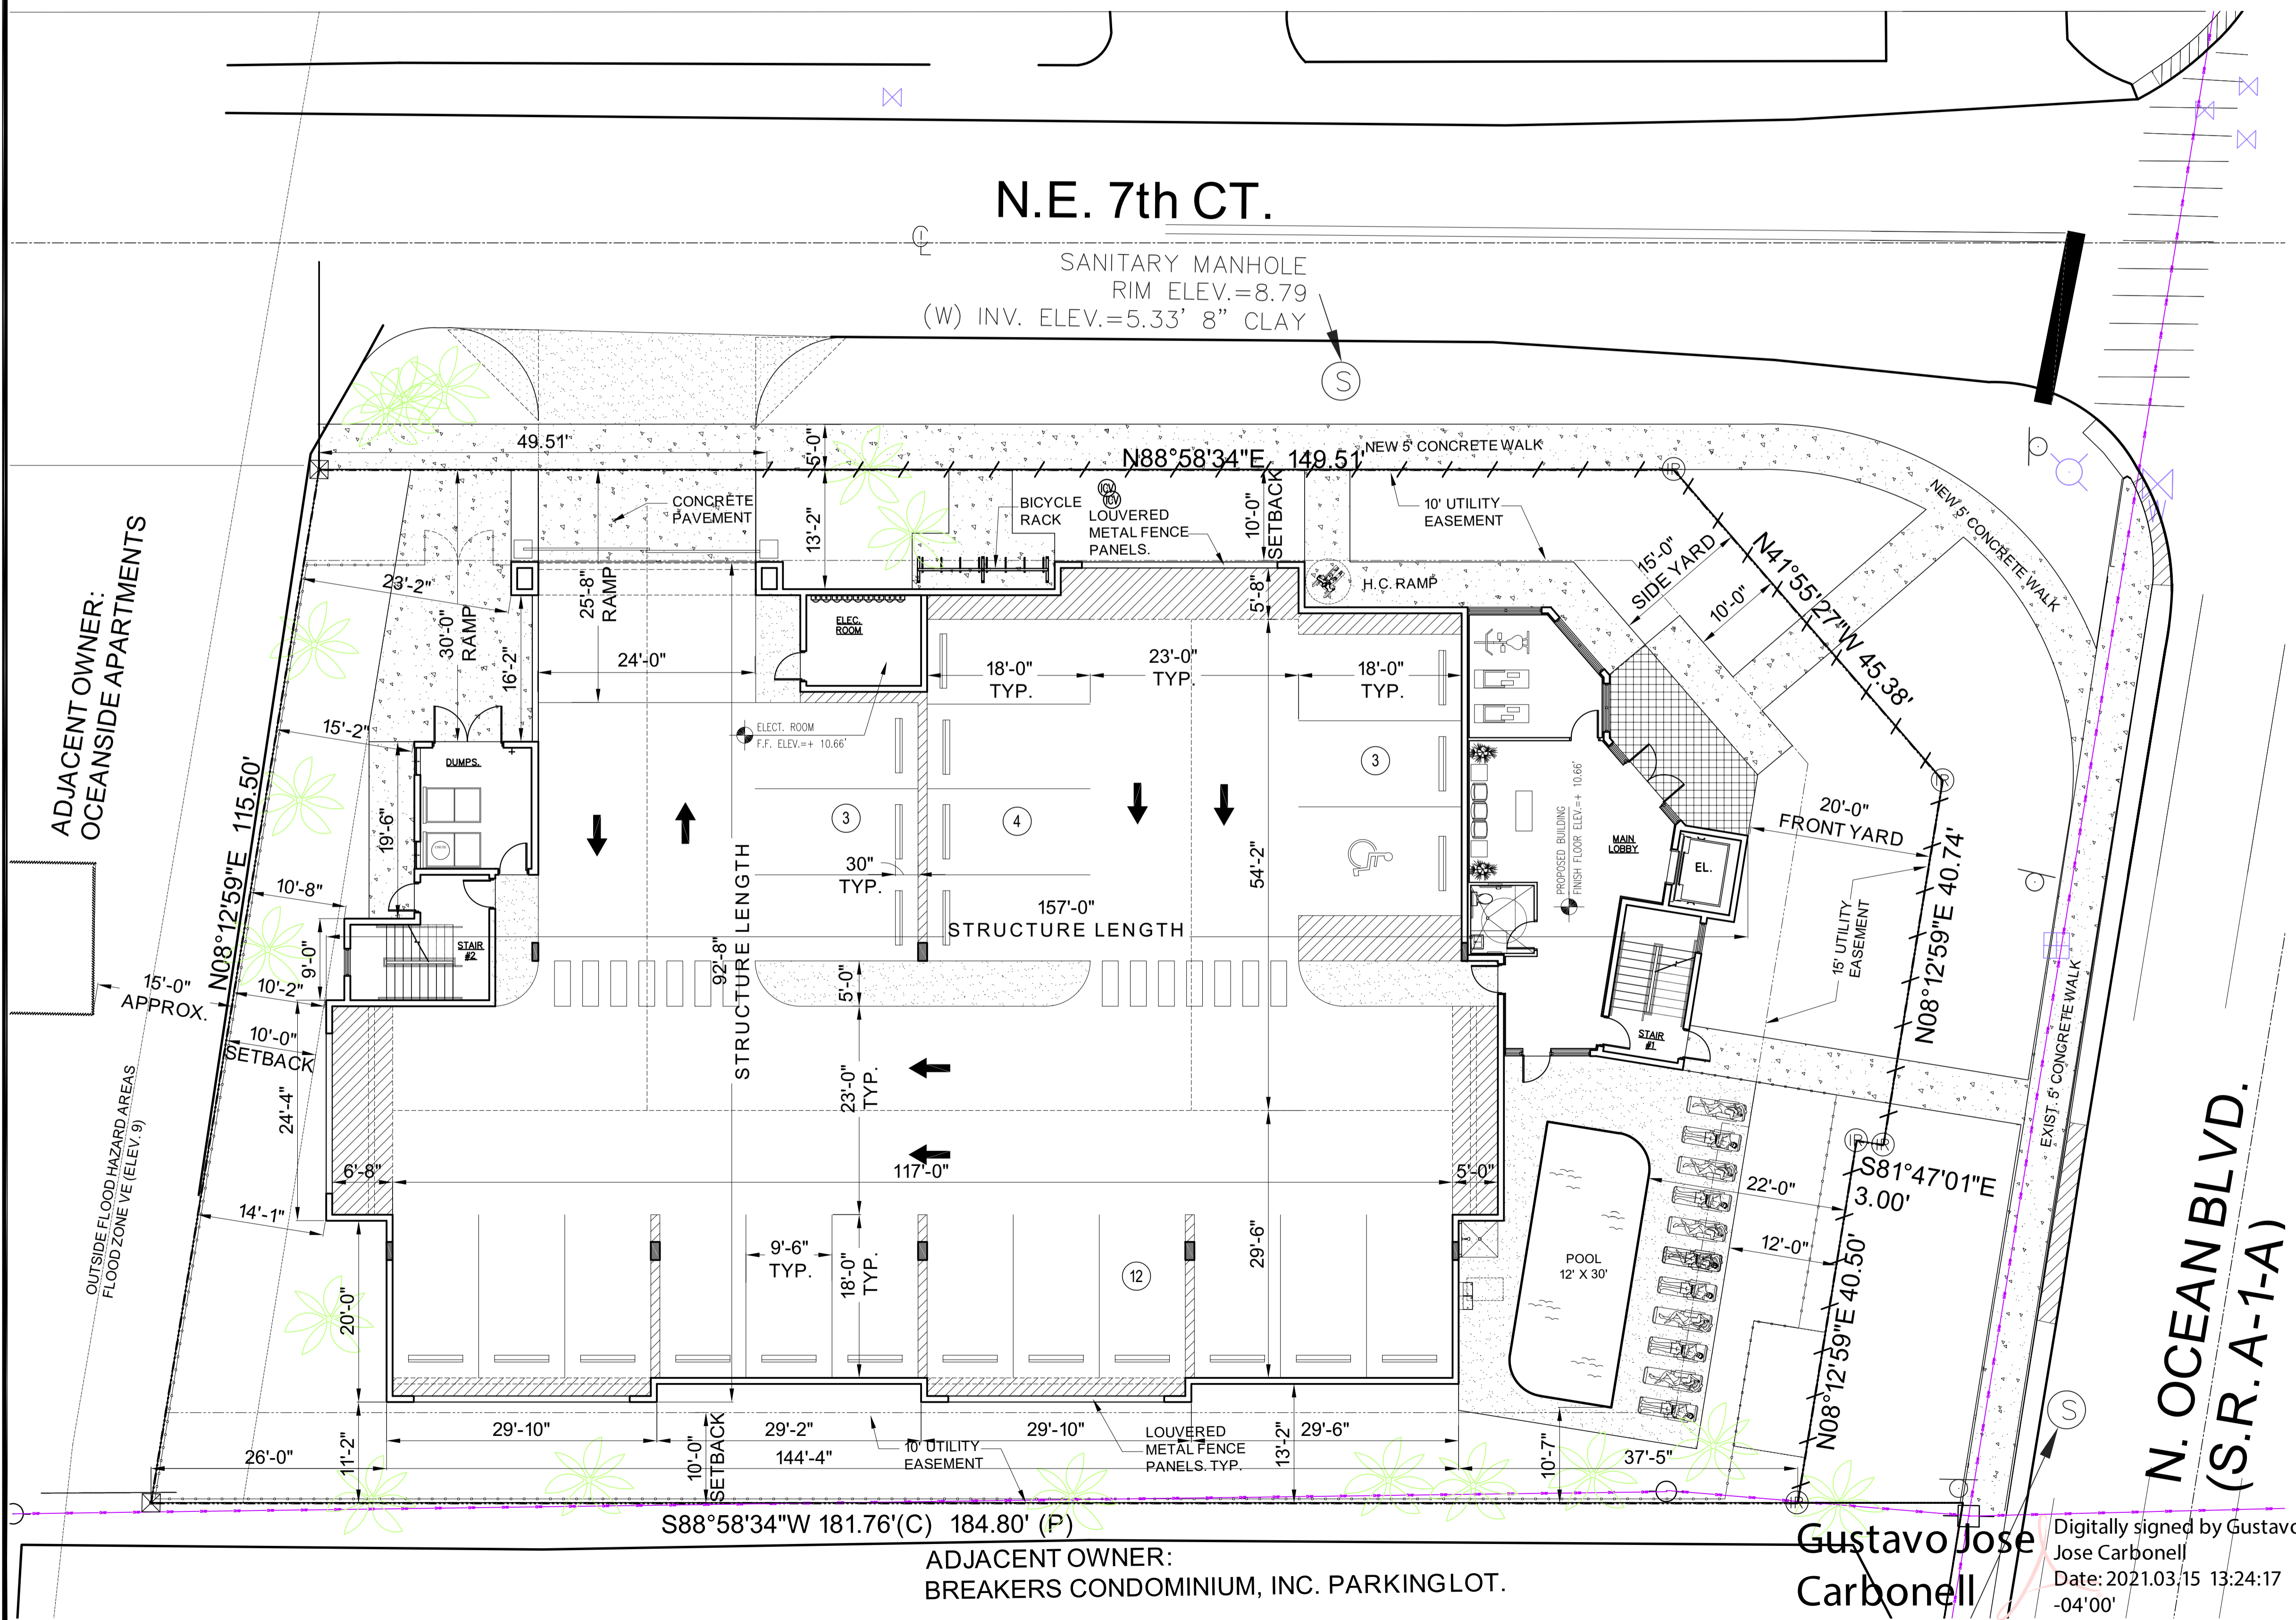 N.E. 7th CT.
SANITARY MANHOLE
RIM ELEV.=8.79
(W) INV. ELEV.=5.33' 8" CLAY
S
49.51'
5'-0"
N88°58'34"E 149.51'
NEW 5' CONCRETE WALK
IR
CONCRETE
PAVEMENT
13'-2"
BICYCLE
RACK
ICV
ICV
LOUVERED
METAL FENCE
PANELS.
10'-0"
SETBACK
10' UTILITY
EASEMENT
NEW 5' CONCRETE WALK
15'-0"
SIDE YARD
N41°55'27"W 45.38'
10'-0"
ADJACENT OWNER:
OCEANSIDE APARTMENTS
23'-2"
30'-0"
RAMP
16'-2"
25'-8"
RAMP
24'-0"
ELEC.
ROOM
5'-8"
H.C. RAMP
18'-0"
TYP.
23'-0"
TYP.
18'-0"
TYP.
15'-2"
ELECT. ROOM
F.F. ELEV.=+ 10.66'
DUMPS.
3
3
4
N08°12'59"E 115.50'
19'-6"
30"
TYP.
54'-2"
PROPOSED BUILDING
FINISH FLOOR ELEV.=+ 10.66'
MAIN
LOBBY
EL.
20'-0"
FRONT YARD
IR
N08°12'59"E 40.74'
10'-8"
157'-0"
STRUCTURE LENGTH
92'-8"
STRUCTURE LENGTH
STAIR
#2
9'-0"
15' UTILITY
EASEMENT
15'-0"
APPROX.
10'-2"
5'-0"
10'-0"
SETBACK
STAIR
#1
EXIST. 5' CONCRETE WALK
24'-4"
23'-0"
TYP.
OUTSIDE FLOOD HAZARD AREAS
FLOOD ZONE VE (ELEV. 9)
6'-8"
117'-0"
5'-0"
IR
IR
S81°47'01"E
3.00'
22'-0"
14'-1"
9'-6"
TYP.
18'-0"
TYP.
12
29'-6"
POOL
12' X 30'
12'-0"
N08°12'59"E 40.50'
20'-0"
N. OCEAN BLVD.
(S.R. A-1-A)
S
26'-0"
11'-2"
29'-10"
10'-0"
SETBACK
29'-2"
144'-4"
10' UTILITY
EASEMENT
29'-10"
LOUVERED
METAL FENCE
PANELS. TYP.
13'-2"
29'-6"
10'-7"
37'-5"
IR
S88°58'34"W 181.76'(C) 184.80' (P)
ADJACENT OWNER:
BREAKERS CONDOMINIUM, INC. PARKING LOT.
Gustavo Jose
Carbonell
Digitally signed by Gustavo
Jose Carbonell
Date: 2021.03.15 13:24:17
-04'00'